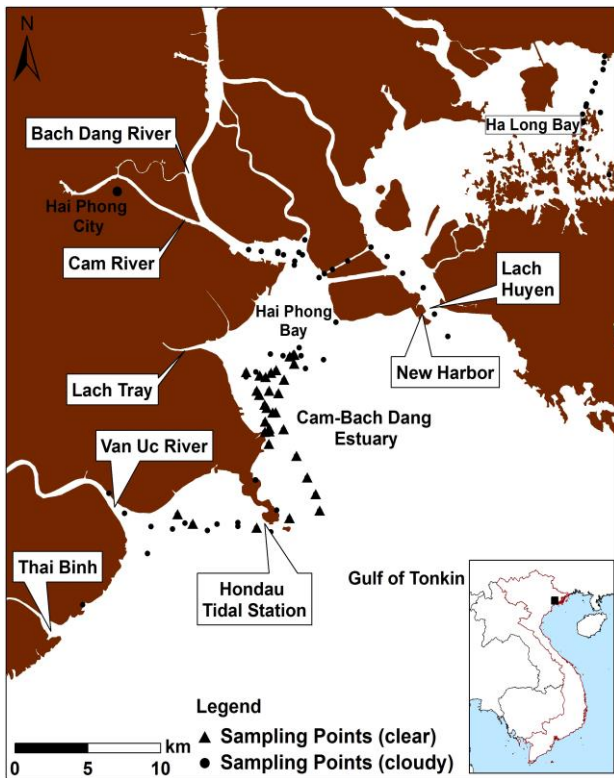 N
Bach Dang River
Ha Long Bay
Hai Phong
City
Cam River
Lach
Huyen
Hai Phong
Bay
New Harbor
Lach Tray
Cam-Bach Dang
Estuary
Van Uc River
Thai Binh
Hondau
Tidal Station
Gulf of Tonkin
Legend
Sampling Points (clear)
Sampling Points (cloudy)
km
0 5 10